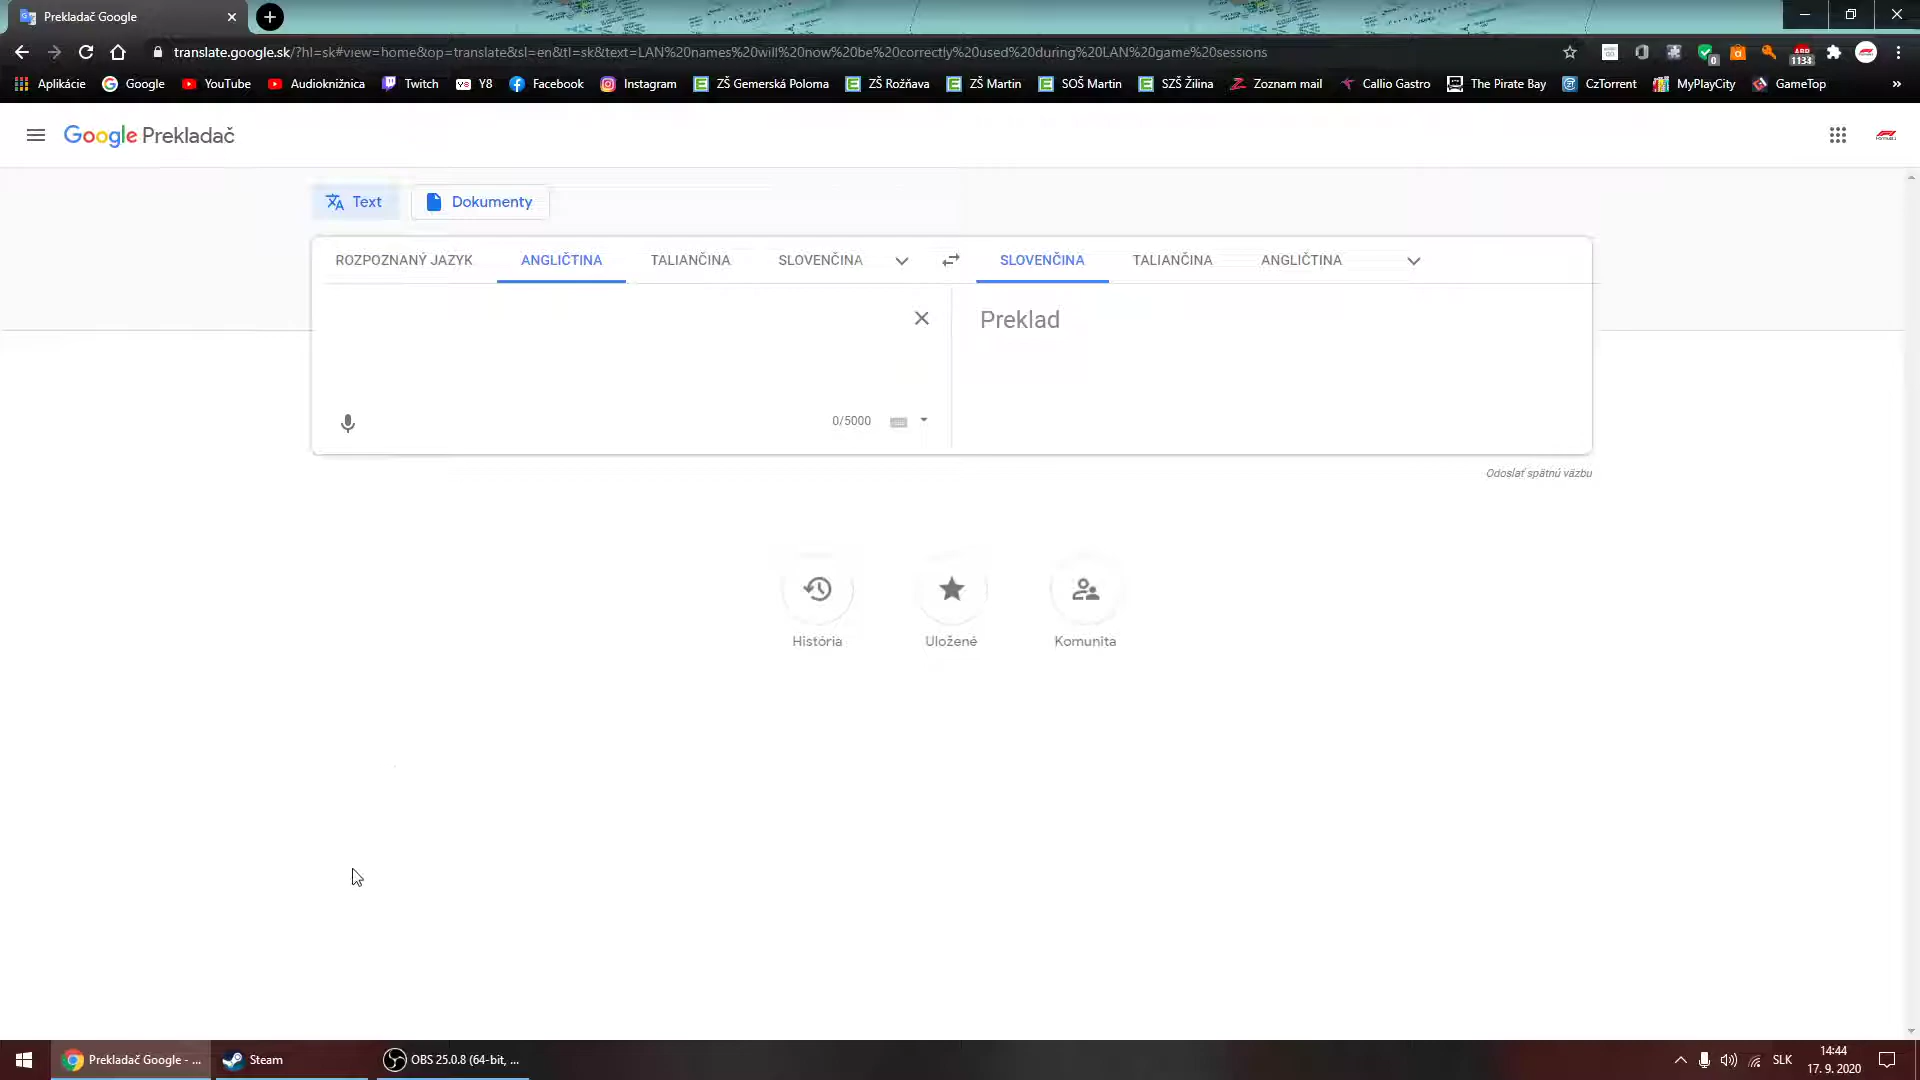 Prekladač Google
translate.google.sk/?hl=sk#view=home&op=translate&sl=en&tl=sk&text=LAN%20names%20will%20now%20be%20correctly%20used%20during%20LAN%20game%20sessions
0
1134
Aplikácie Google YouTube Audioknižnica Twitch Y8 Facebook Instagram ZŠ Gemerská Poloma ZŠ Rožňava ZŠ Martin SOŠ Martin SZŠ Žilina Zoznam mail Callio Gastro The Pirate Bay CzTorrent MyPlayCity GameTop »
Google Prekladač
Text Dokumenty
ROZPOZNANÝ JAZYK ANGLIČTINA TALIANČINA SLOVENČINA SLOVENČINA TALIANČINA ANGLIČTINA
Preklad
0/5000
Odoslať spätnú väzbu
História Uložené Komunita
Prekladač Google - ... Steam OBS 25.0.8 (64-bit, ... SLK 14:44
17. 9. 2020